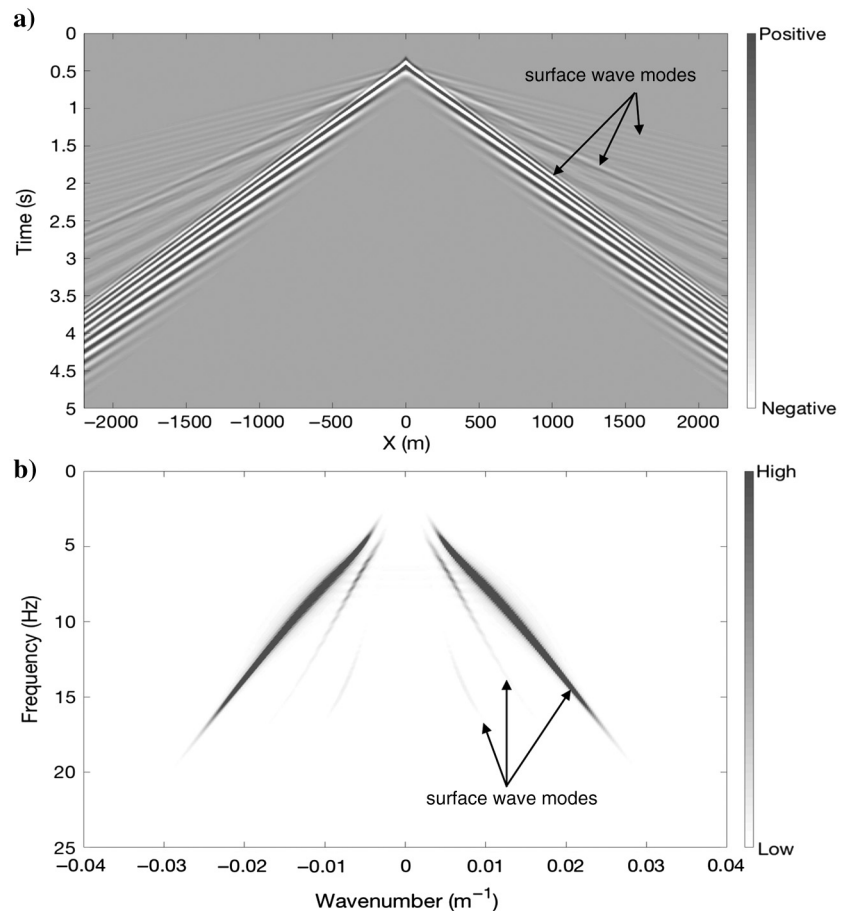 a)
0
0.5
1
1.5
2
2.5
3
3.5
4
4.5
5
Time (s)
surface wave modes
Positive
Negative
−2000 −1500 −1000 −500 0 500 1000 1500 2000
X (m)
b)
0
5
10
15
20
25
Frequency (Hz)
surface wave modes
High
Low
−0.04 −0.03 −0.02 −0.01 0 0.01 0.02 0.03 0.04
Wavenumber (m⁻¹)